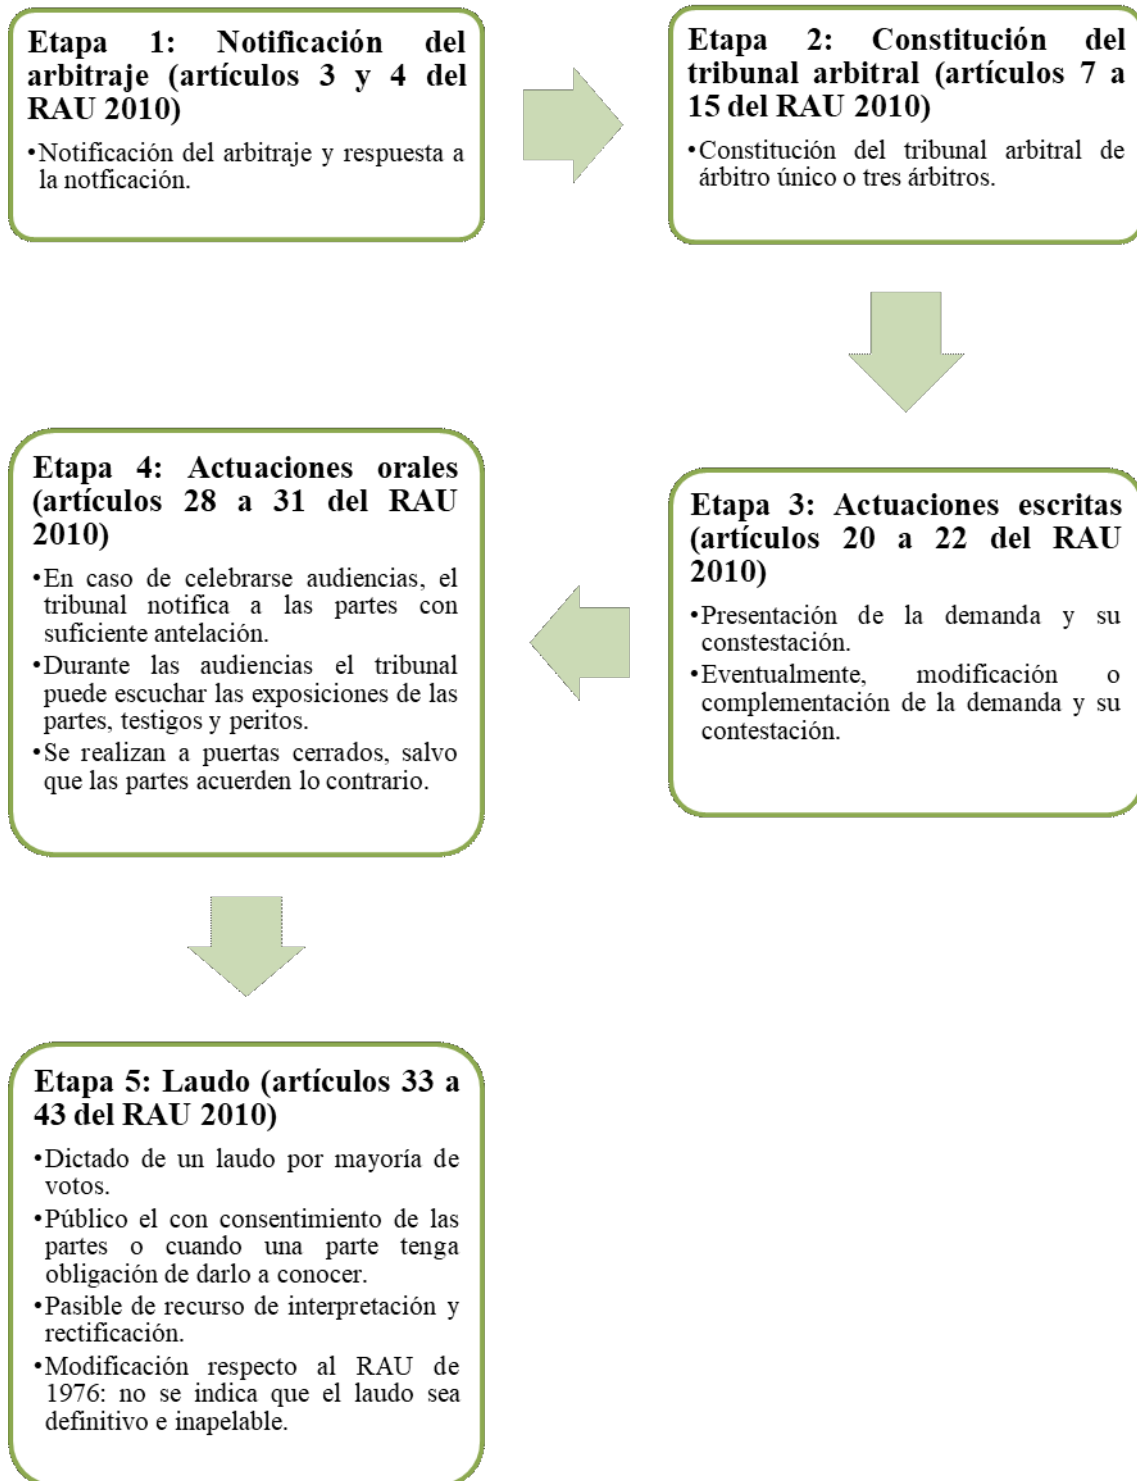 Etapa 1: Notificación del
arbitraje (artículos 3 y 4 del
RAU 2010)
•Notificación del arbitraje y respuesta a
la notficación.
Etapa 2: Constitución del
tribunal arbitral (artículos 7 a
15 del RAU 2010)
•Constitución del tribunal arbitral de
árbitro único o tres árbitros.
Etapa 3: Actuaciones escritas
(artículos 20 a 22 del RAU
2010)
•Presentación de la demanda y su
constestación.
•Eventualmente, modificación o
complementación de la demanda y su
contestación.
Etapa 4: Actuaciones orales
(artículos 28 a 31 del RAU
2010)
•En caso de celebrarse audiencias, el
tribunal notifica a las partes con
suficiente antelación.
•Durante las audiencias el tribunal
puede escuchar las exposiciones de las
partes, testigos y peritos.
•Se realizan a puertas cerrados, salvo
que las partes acuerden lo contrario.
Etapa 5: Laudo (artículos 33 a
43 del RAU 2010)
•Dictado de un laudo por mayoría de
votos.
•Público el con consentimiento de las
partes o cuando una parte tenga
obligación de darlo a conocer.
•Pasible de recurso de interpretación y
rectificación.
•Modificación respecto al RAU de
1976: no se indica que el laudo sea
definitivo e inapelable.